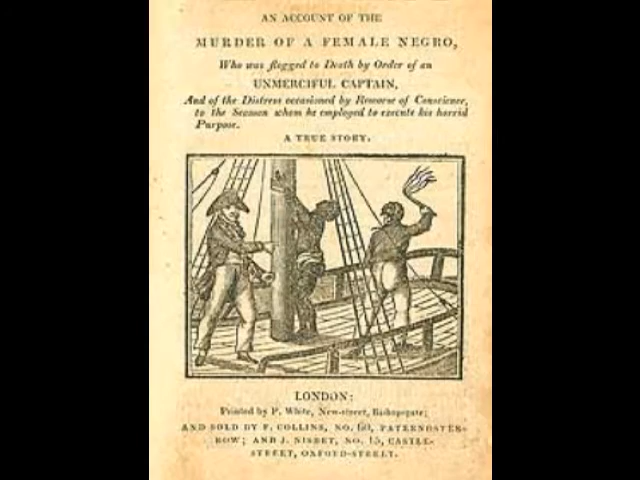 AN ACCOUNT OF THE
MURDER OF A FEMALE NEGRO,
Who was flogged to Death by Order of an
UNMERCIFUL CAPTAIN,
And of the Distress occasioned by Remorse of Conscience,
to the Seamen whom he employed to execute his horrid
Purpose.
A TRUE STORY.
LONDON:
Printed by P. White, New-street, Bishopsgate;
AND SOLD BY F. COLLINS, NO. 60, PATERNOSTER-
ROW; AND J. NISBET, NO. 15, CASTLE-
STREET, OXFORD-STREET.